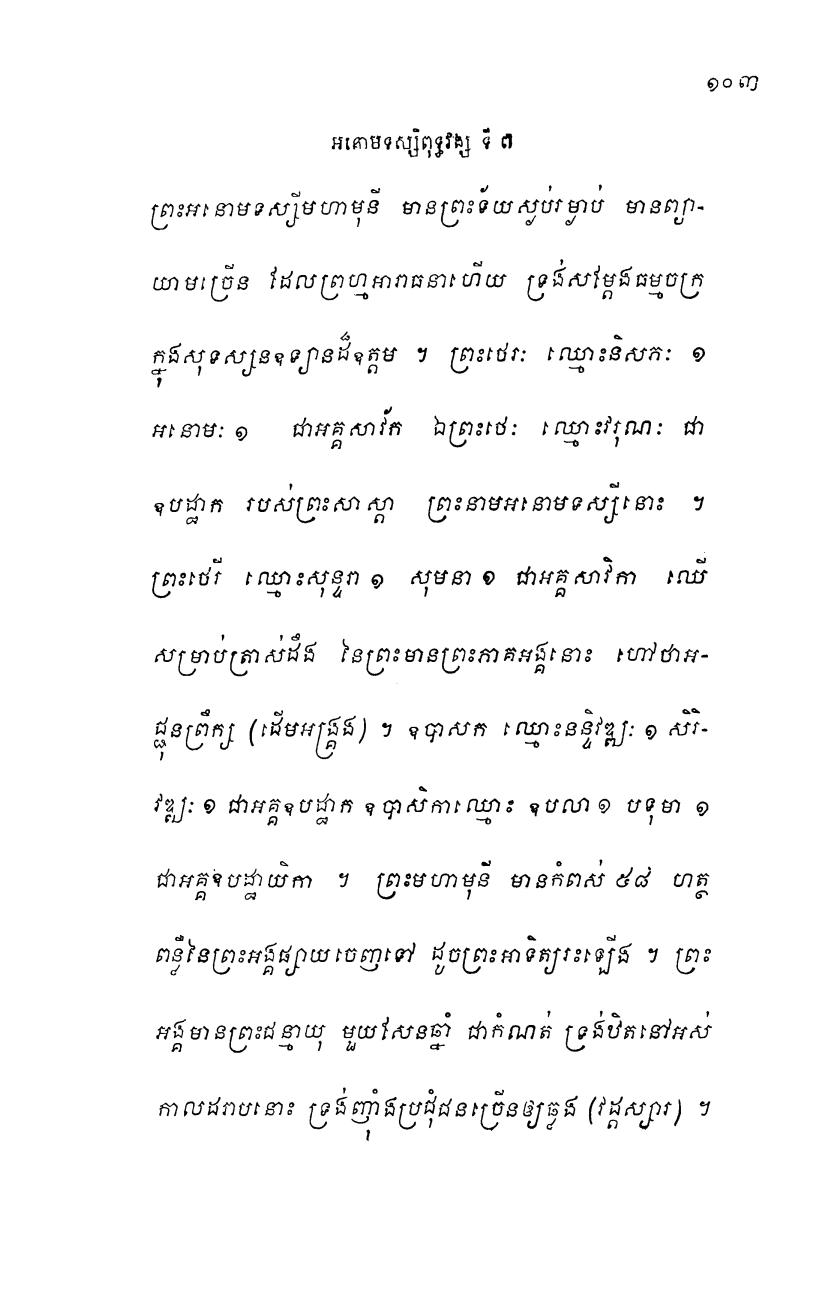 ១០៣
អនោមទស្សិពុទ្ធវង្ស ទី ៧
ព្រះអនោមទស្សីមហាមុនី មានព្រះទ័យស្ងប់រម្ងាប់ មានព្យា-
យាមច្រើន ដែលព្រហ្មអារាធនាហើយ ទ្រង់សម្តែងធម្មចក្រ
ក្នុងសុទស្សនឧទ្យានដ៏ឧត្តម ។ ព្រះថេរៈ ឈ្មោះនិសភៈ ១
អនោមៈ ១ ជាអគ្គសាវ័ក ឯព្រះថេៈ ឈ្មោះវរុណៈ ជា
ឧបដ្ឋាក របស់ព្រះសាស្តា ព្រះនាមអនោមទស្សីនោះ ។
ព្រះថេរី ឈ្មោះសុន្ទរា ១ សុមនា ១ ជាអគ្គសាវិកា ឈើ
សម្រាប់ត្រាស់ដឹង នៃព្រះមានព្រះភាគអង្គនោះ ហៅថាអ-
ជ្ជុនព្រឹក្ស (ដើមអង្គ្រង) ។ ឧបាសក ឈ្មោះនន្ទិវឌ្ឍៈ ១ សិរិ-
វឌ្ឍៈ ១ ជាអគ្គឧបដ្ឋាក ឧបាសិកាឈ្មោះ ឧបលា ១ បទុមា ១
ជាអគ្គឧបដ្ឋាយិកា ។ ព្រះមហាមុនី មានកំពស់ ៥៨ ហត្ថ
ពន្លឺនៃព្រះអង្គផ្សាយចេញទៅ ដូចព្រះអាទិត្យរះឡើង ។ ព្រះ
អង្គមានព្រះជន្មាយុ មួយសែនឆ្នាំ ជាកំណត់ ទ្រង់ឋិតនៅអស់
កាលដរាបនោះ ទ្រង់ញ៉ាំងប្រជុំជនច្រើនឲ្យឆ្លង (វដ្តស្សារ) ។